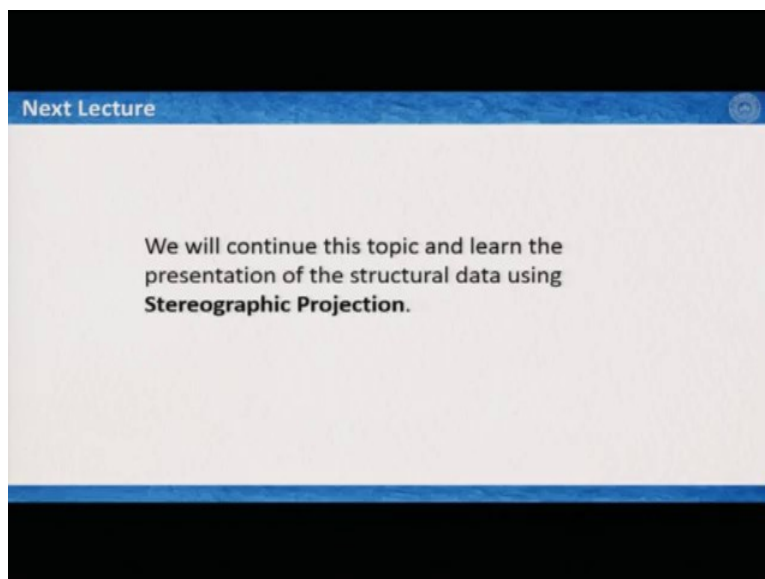 Next Lecture
We will continue this topic and learn the
presentation of the structural data using
Stereographic Projection.